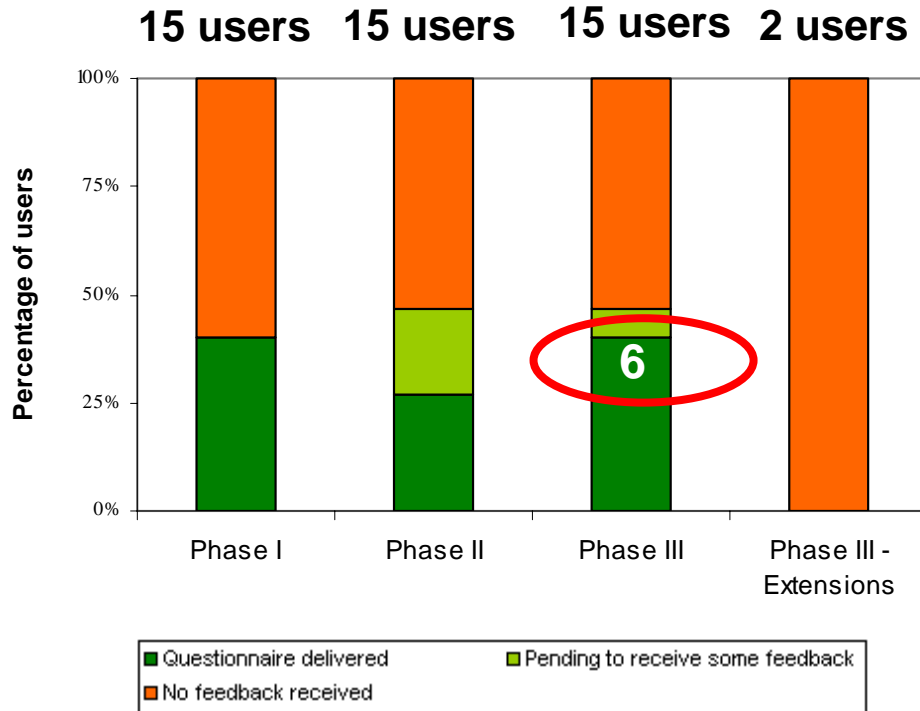 15 users 15 users 15 users 2 users
100%
75%
50%
25%
0%
Percentage of users
6
Phase I Phase II Phase III Phase III -
Extensions
Questionnaire delivered Pending to receive some feedback
No feedback received